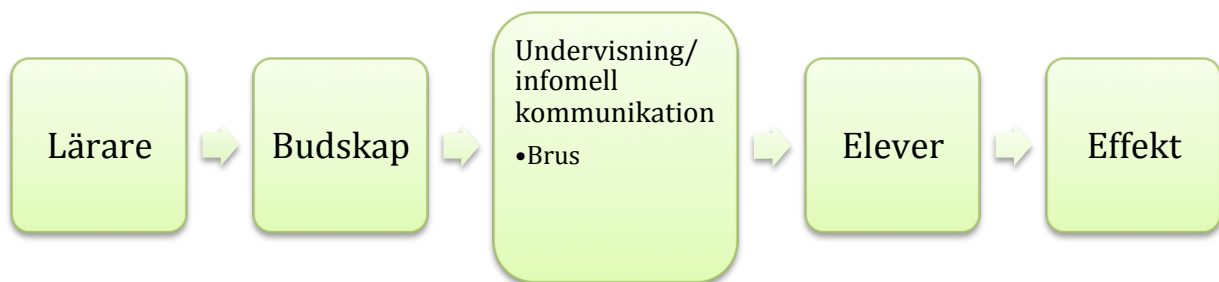 Lärare
Budskap
Undervisning/
infomell
kommunikation
•Brus
Elever
Effekt